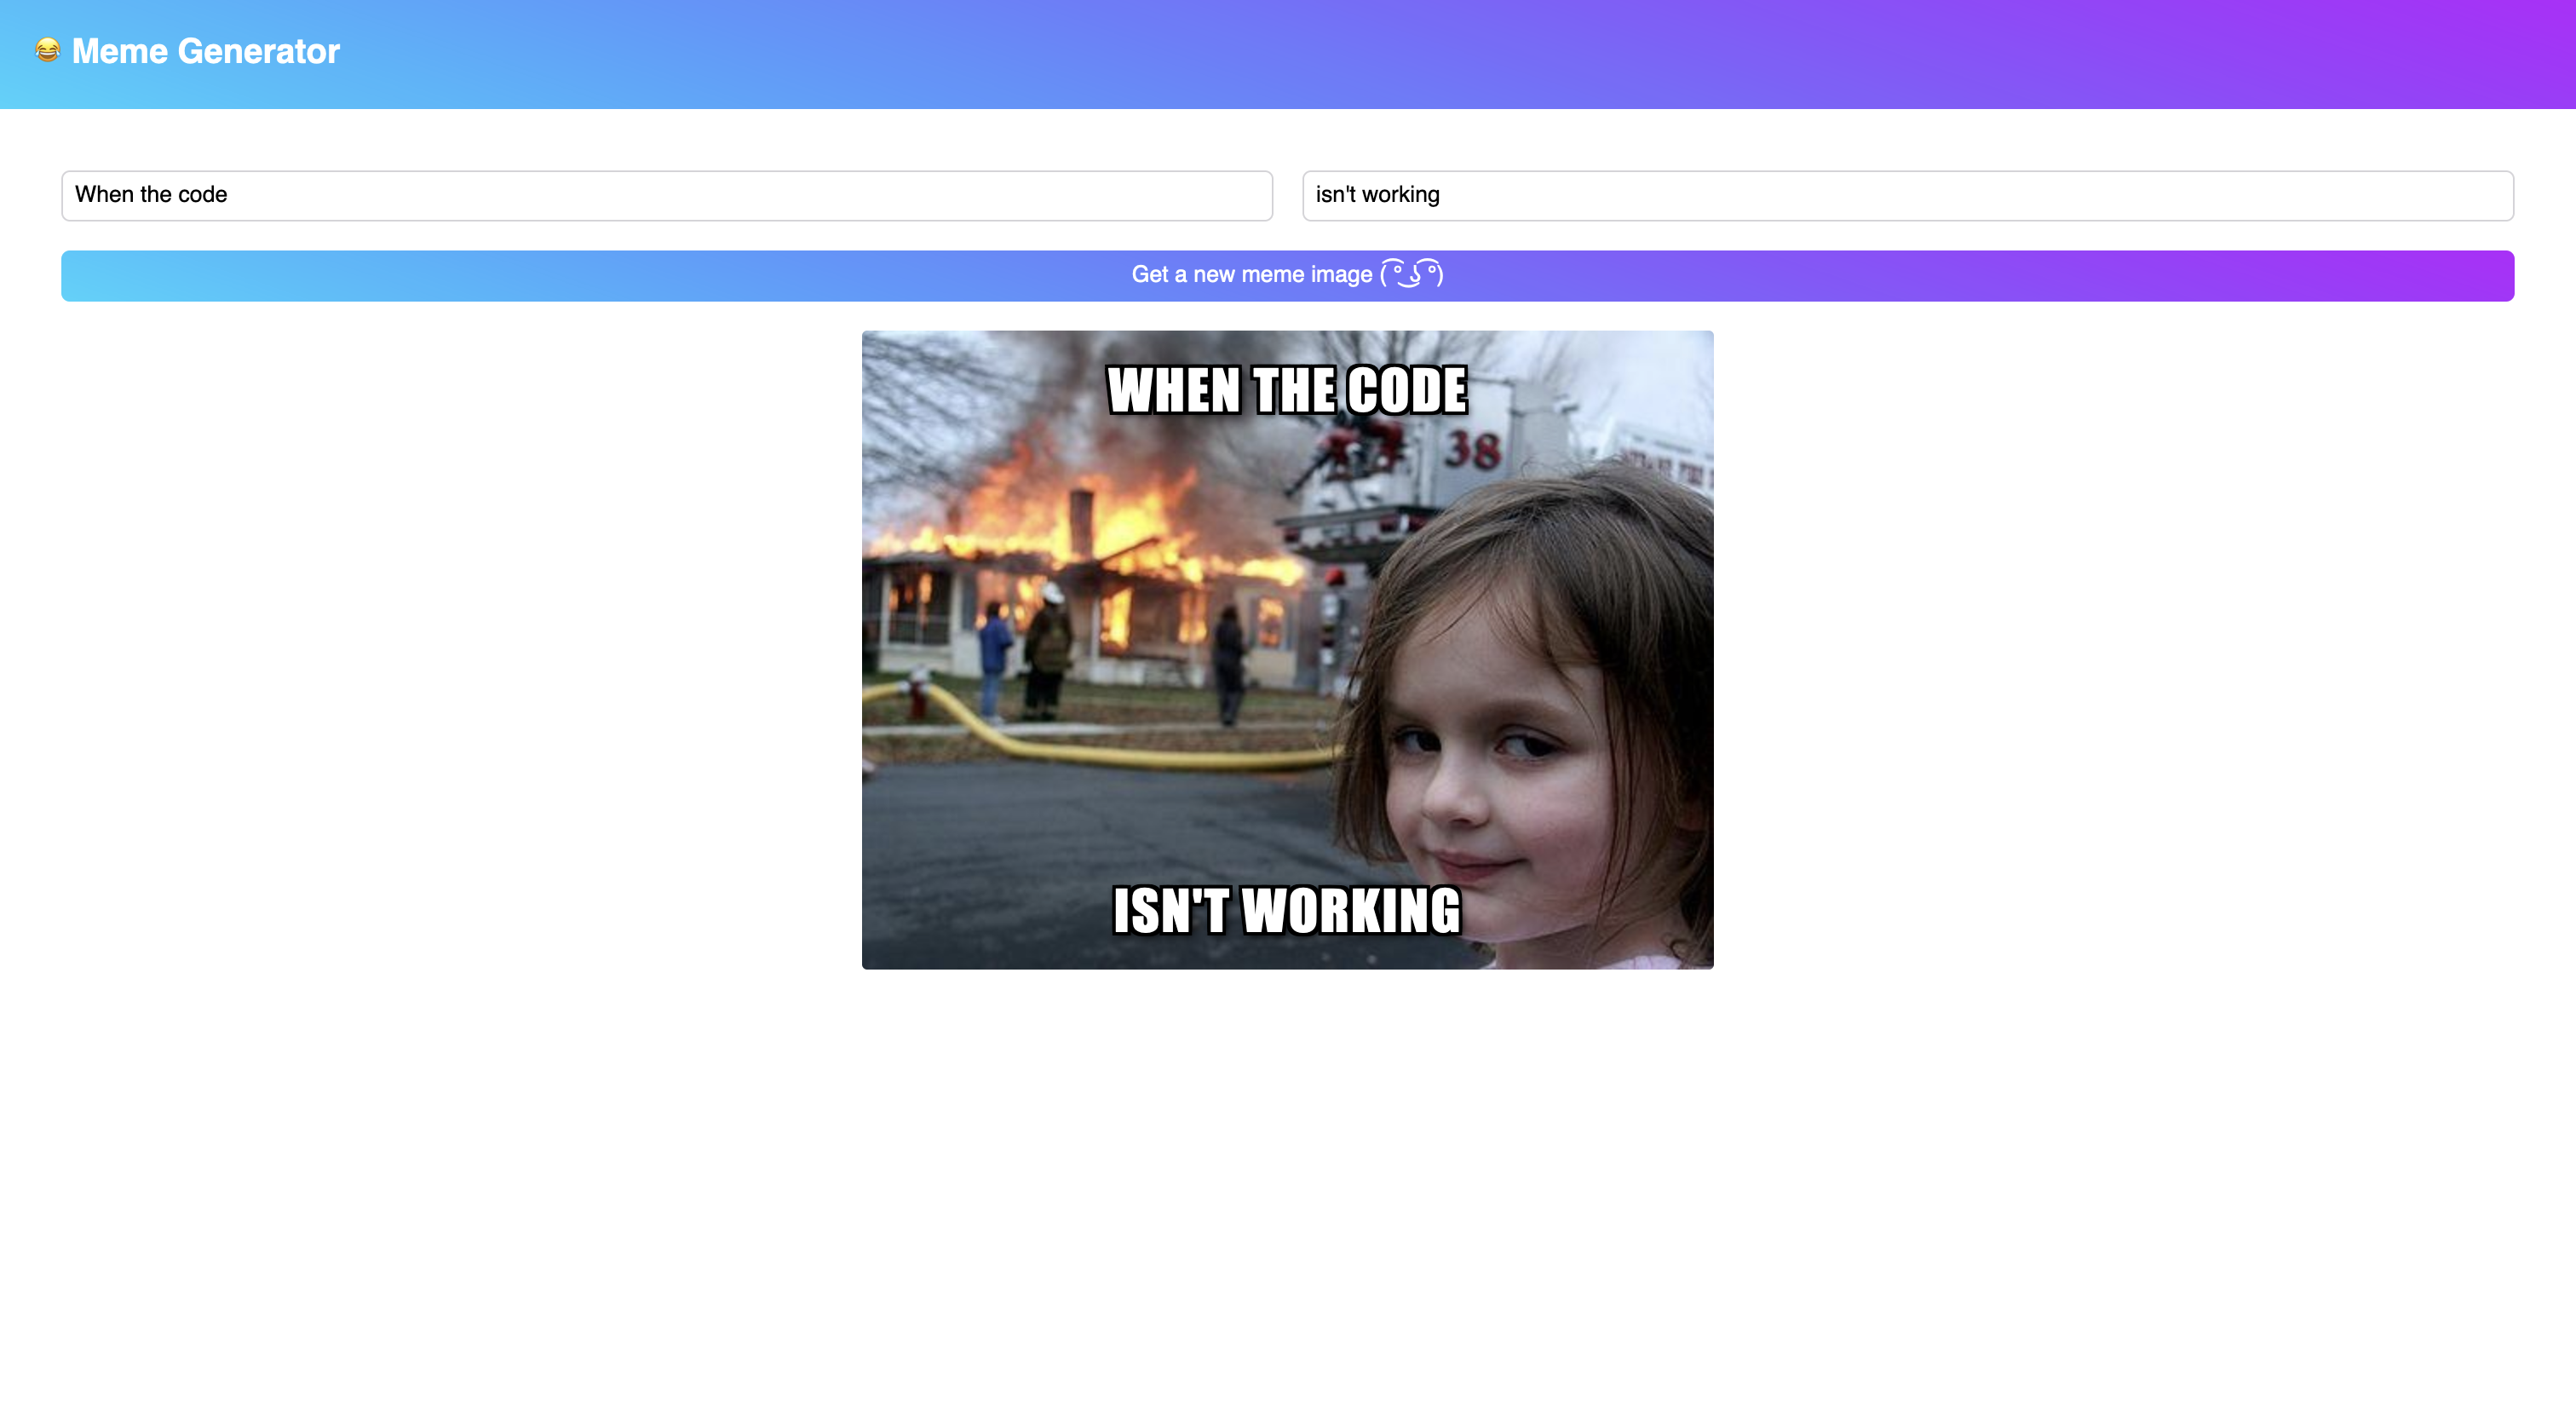 😂 Meme Generator
When the code
isn't working
Get a new meme image ( ͡° ͜ʖ ͡°)
WHEN THE CODE
38
ISN'T WORKING